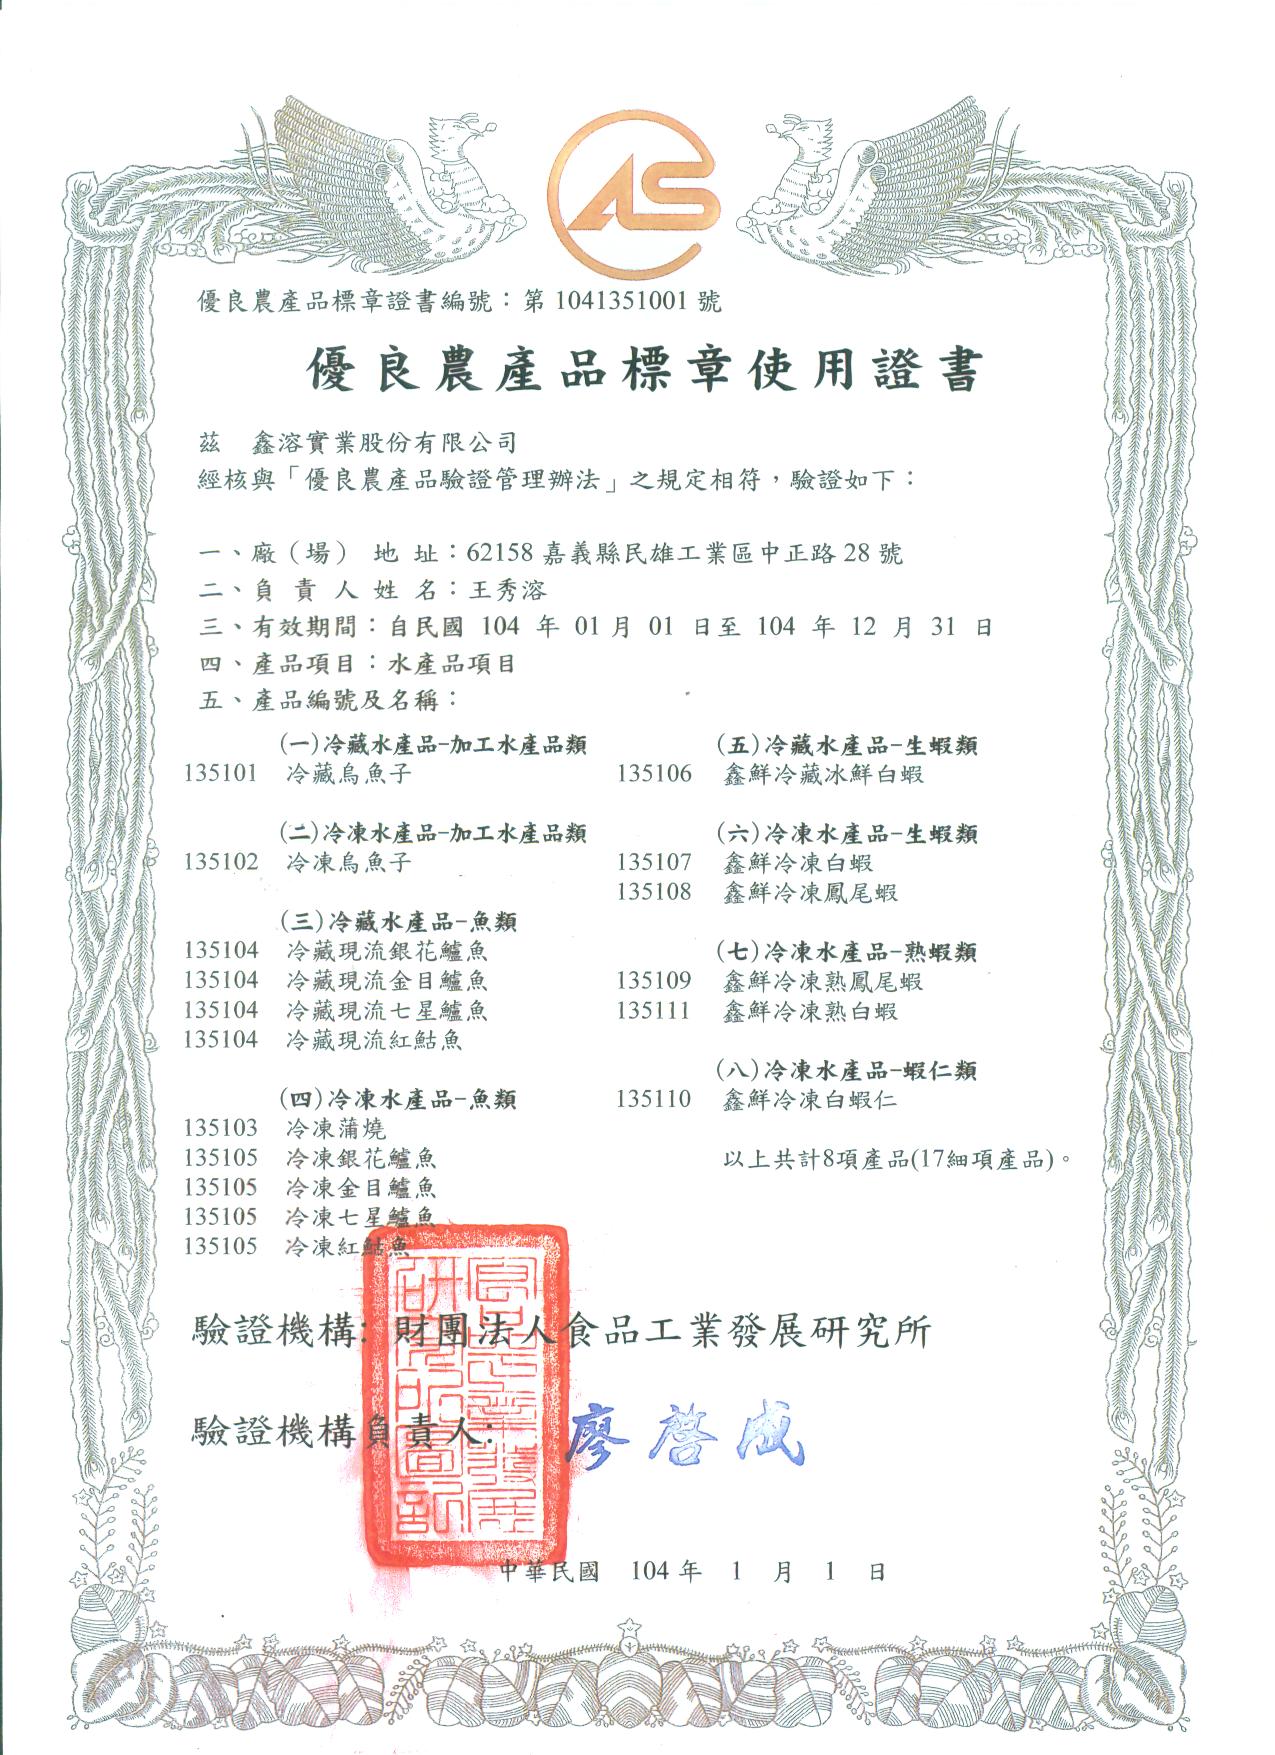 CAS
優良農產品標章證書編號：第 1041351001 號
優良農產品標章使用證書
茲　鑫溶實業股份有限公司
經核與「優良農產品驗證管理辦法」之規定相符，驗證如下：
一、廠（場） 地 址：62158 嘉義縣民雄工業區中正路 28 號
二、負 責 人 姓 名：王秀溶
三、有效期間：自民國 104 年 01 月 01 日至 104 年 12 月 31 日
四、產品項目：水產品項目
五、產品編號及名稱：
(一)冷藏水產品-加工水產品類
135101 冷藏烏魚子
(二)冷凍水產品-加工水產品類
135102 冷凍烏魚子
(三)冷藏水產品-魚類
135104 冷藏現流銀花鱸魚
135104 冷藏現流金目鱸魚
135104 冷藏現流七星鱸魚
135104 冷藏現流紅鮕魚
(四)冷凍水產品-魚類
135103 冷凍蒲燒
135105 冷凍銀花鱸魚
135105 冷凍金目鱸魚
135105 冷凍七星鱸魚
135105 冷凍紅鮕魚
(五)冷藏水產品-生蝦類
135106 鑫鮮冷藏冰鮮白蝦
(六)冷凍水產品-生蝦類
135107 鑫鮮冷凍白蝦
135108 鑫鮮冷凍鳳尾蝦
(七)冷凍水產品-熟蝦類
135109 鑫鮮冷凍熟鳳尾蝦
135111 鑫鮮冷凍熟白蝦
(八)冷凍水產品-蝦仁類
135110 鑫鮮冷凍白蝦仁
以上共計8項產品(17細項產品)。
驗證機構：財團法人食品工業發展研究所
驗證機構負責人：廖啓成
食品工業發展
研究所圖記
中華民國 104 年 1 月 1 日